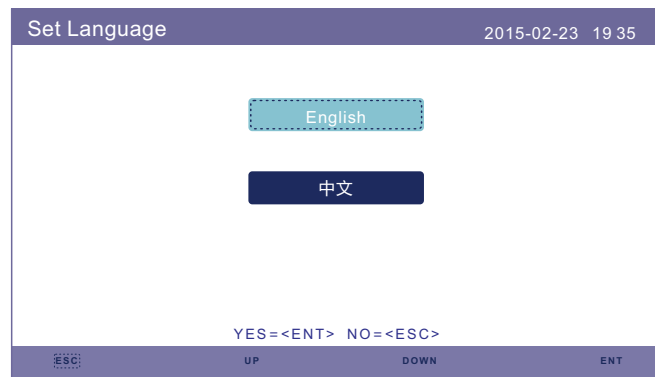 Set Language 2015-02-23 19 35
English
中文
YES=<ENT> NO=<ESC>
ESC UP DOWN ENT